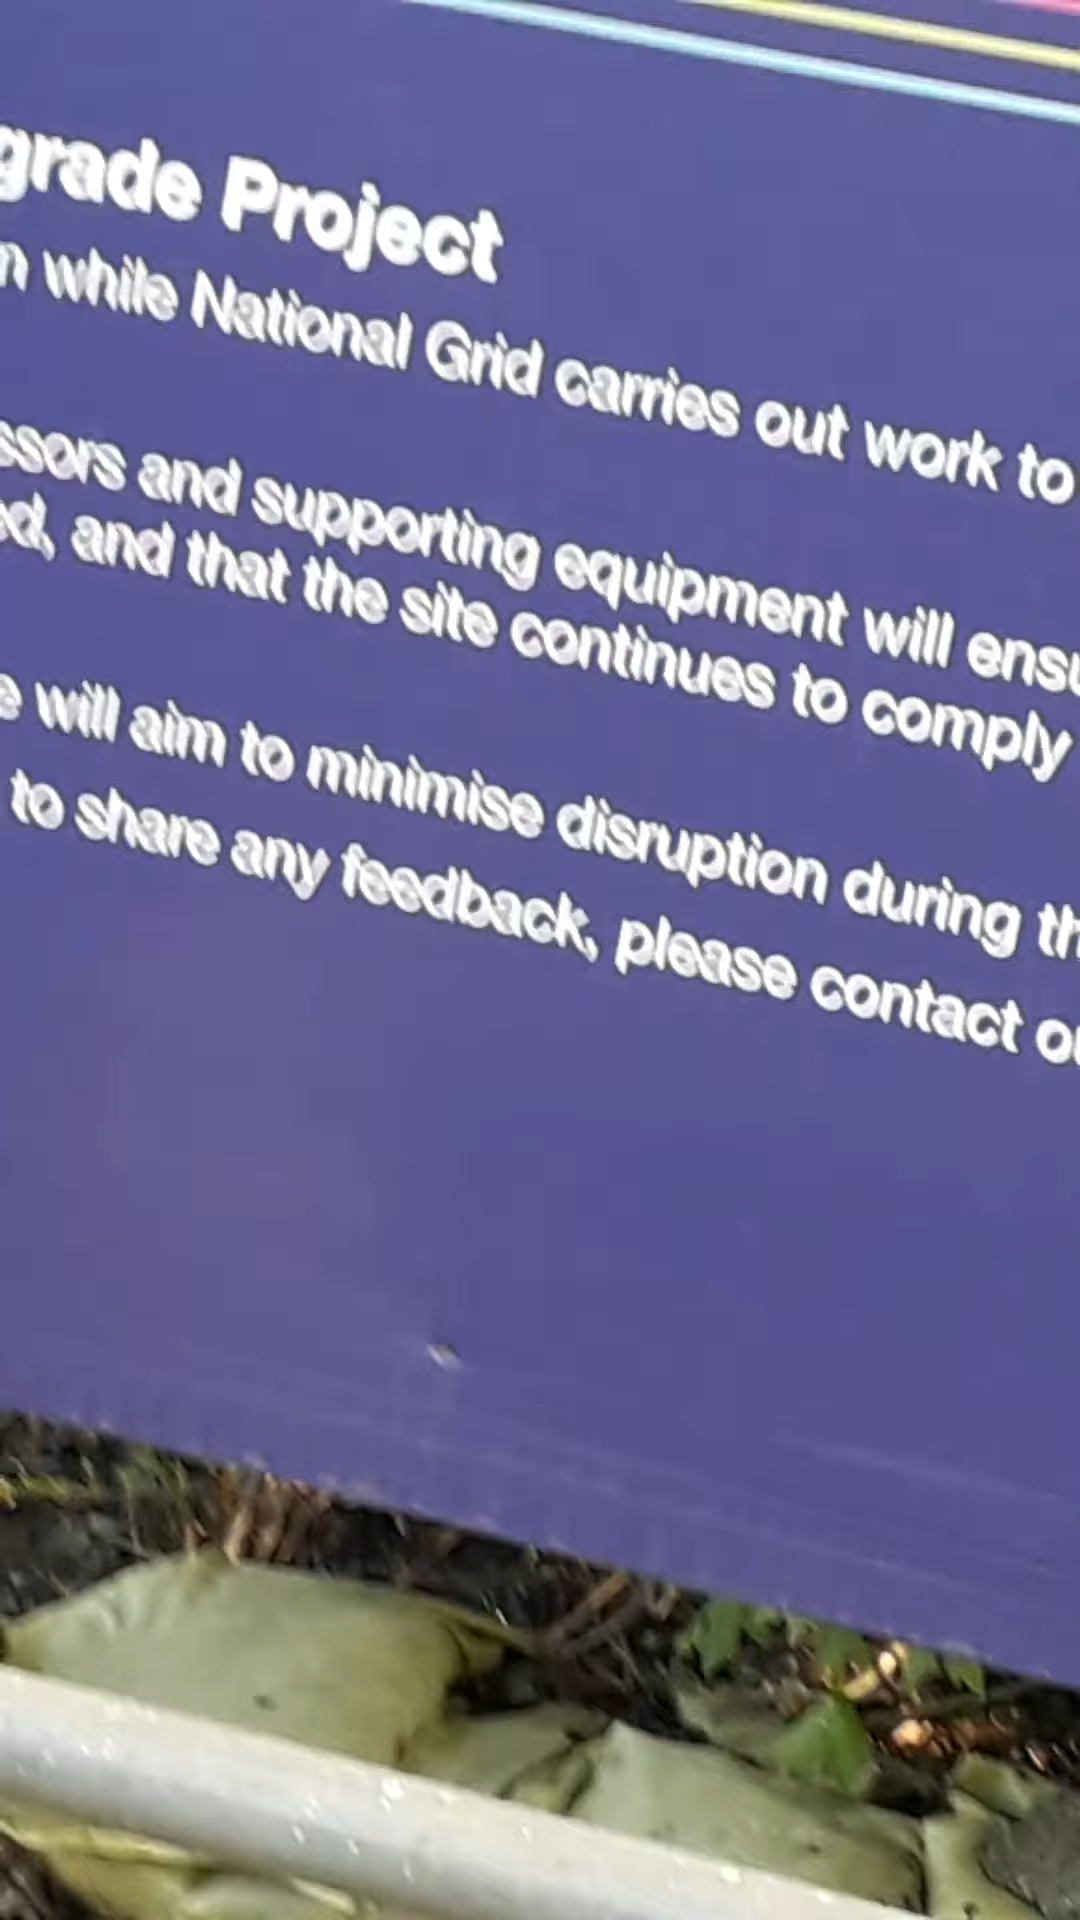 grade Project
n while National Grid carries out work to
ssors and supporting equipment will ensu
ed, and that the site continues to comply
e will aim to minimise disruption during th
to share any feedback, please contact ou